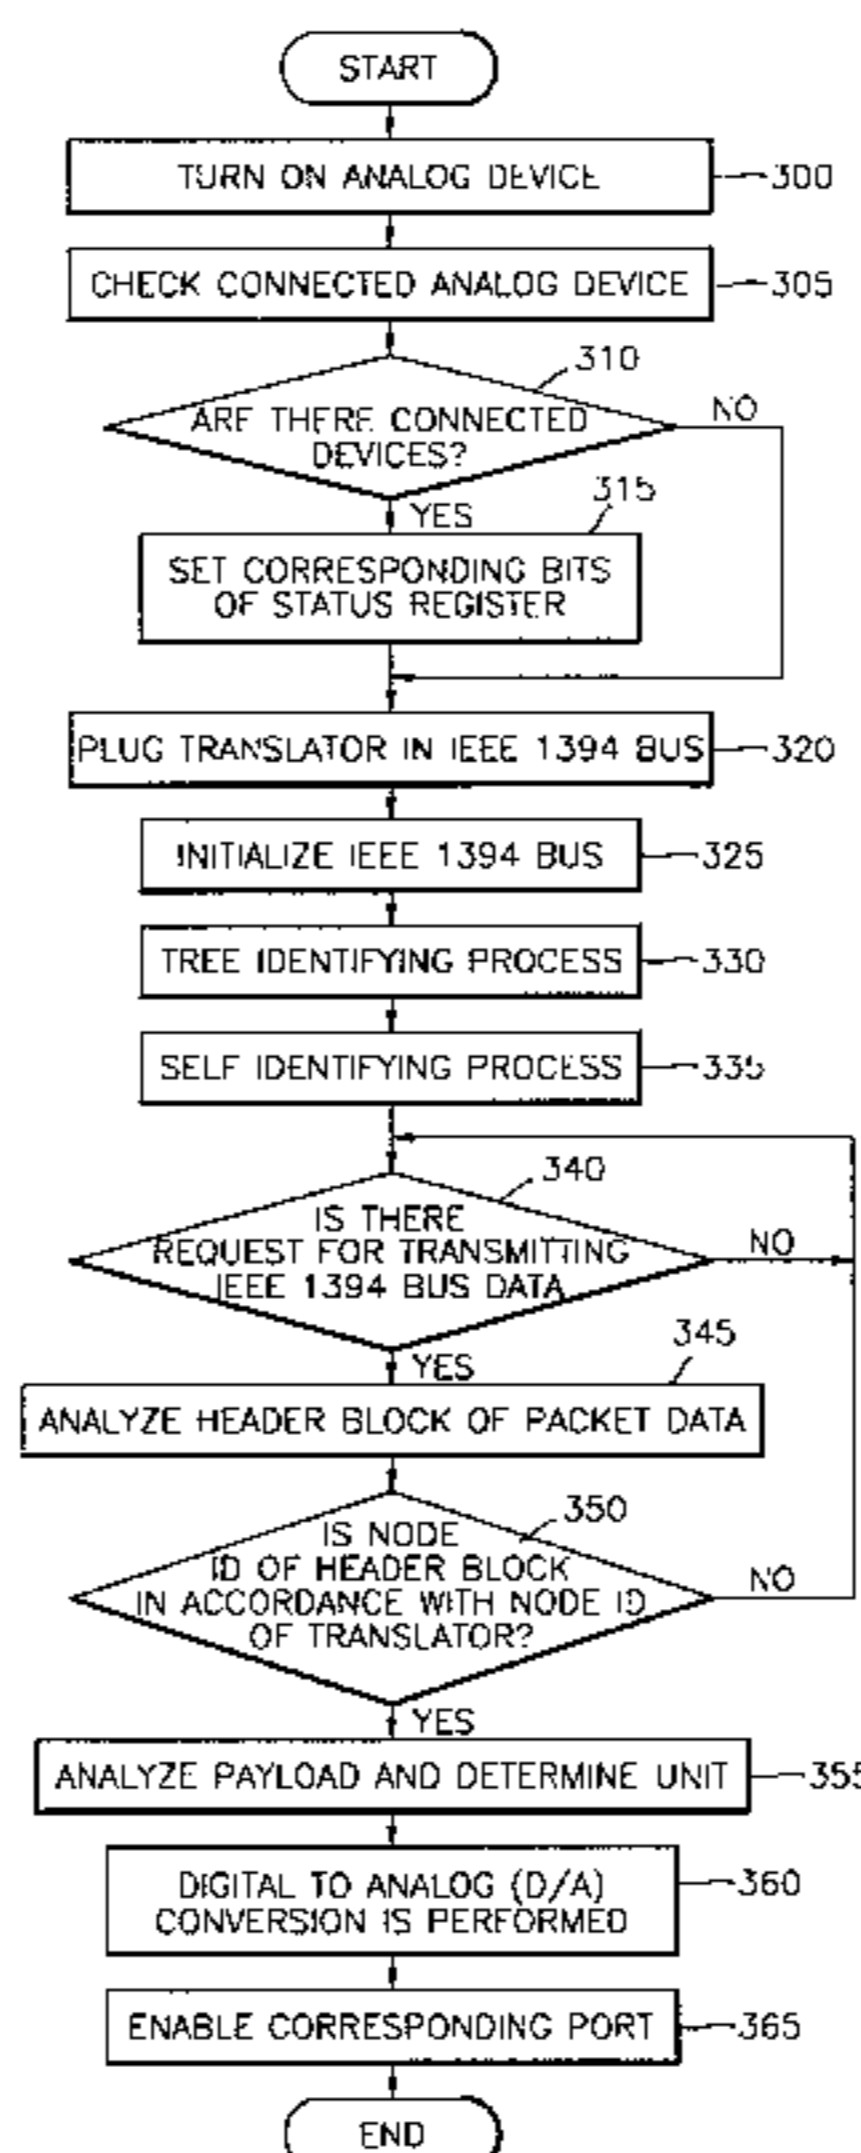 START
TURN ON ANALOG DEVICE
300
CHECK CONNECTED ANALOG DEVICE
305
310
ARE THERE CONNECTED
DEVICES?
NO
YES
315
SET CORRESPONDING BITS
OF STATUS REGISTER
PLUG TRANSLATOR IN IEEE 1394 BUS
320
INITIALIZE IEEE 1394 BUS
325
TREE IDENTIFYING PROCESS
330
SELF IDENTIFYING PROCESS
335
340
IS THERE
REQUEST FOR TRANSMITTING
IEEE 1394 BUS DATA
NO
YES
345
ANALYZE HEADER BLOCK OF PACKET DATA
350
IS NODE
ID OF HEADER BLOCK
IN ACCORDANCE WITH NODE ID
OF TRANSLATOR?
NO
YES
ANALYZE PAYLOAD AND DETERMINE UNIT
355
DIGITAL TO ANALOG (D/A)
CONVERSION IS PERFORMED
360
ENABLE CORRESPONDING PORT
365
END